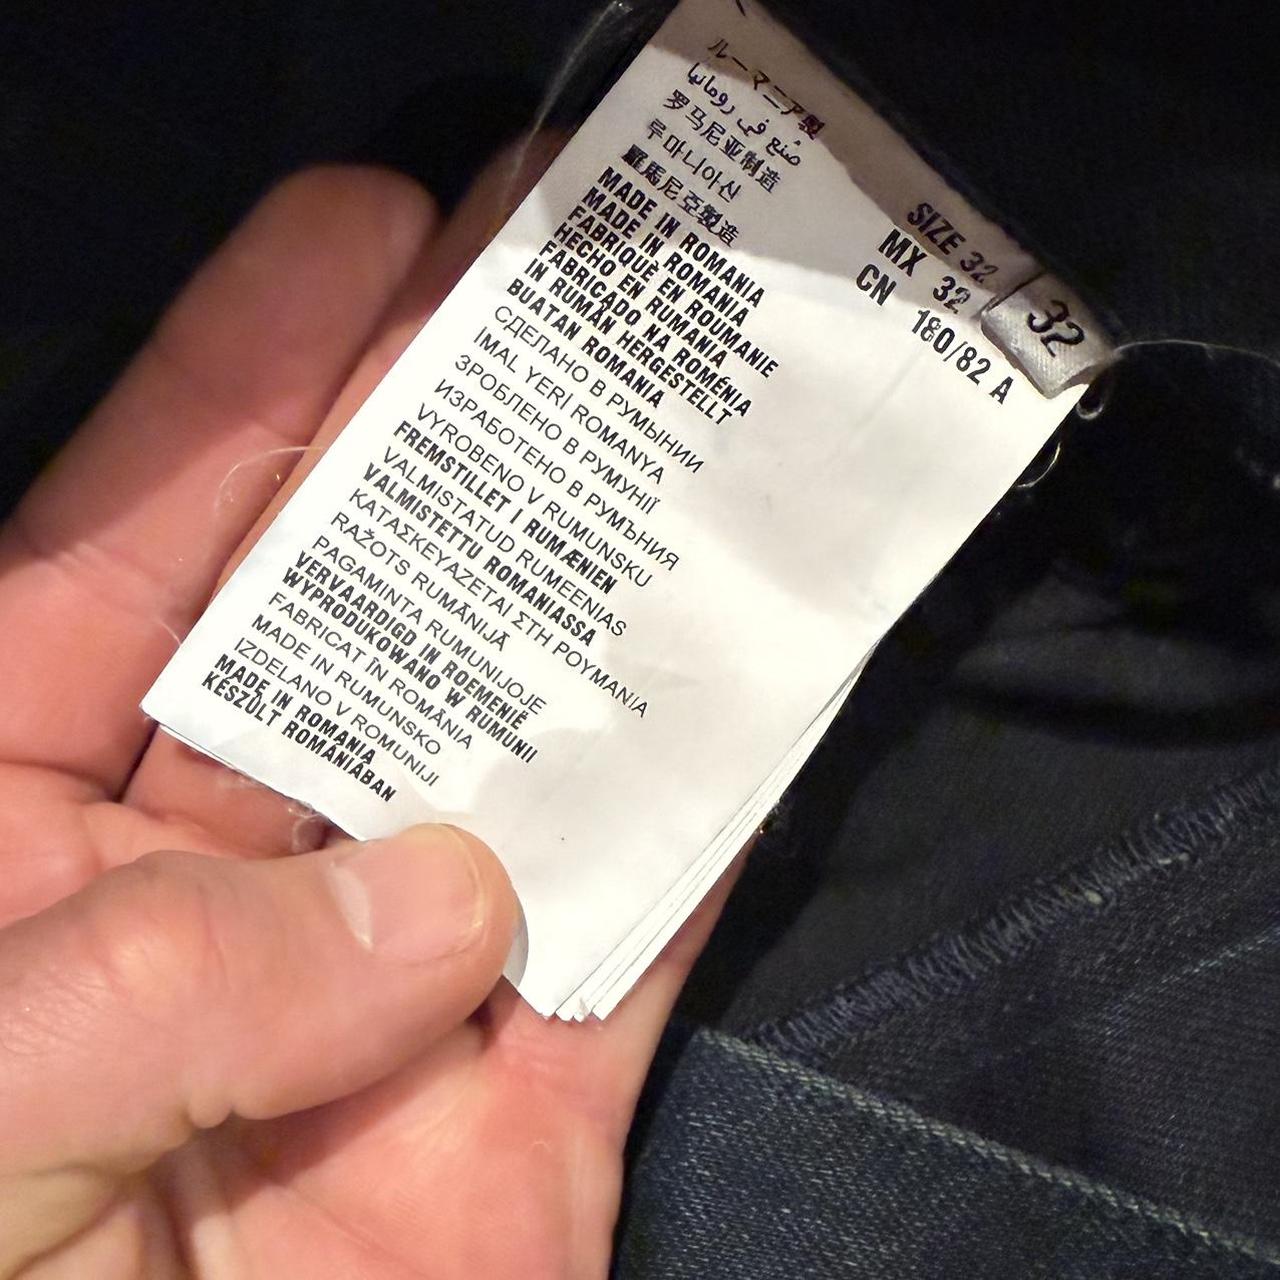 ルーマニア製
صُنع في رومانيا
罗马尼亚制造
루마니아산
羅馬尼亞製造
MADE IN ROMANIA
MADE IN ROMANIA
FABRIQUÈ EN ROUMANIE
HECHO EN RUMANIA
FABRICADO NA ROMÉNIA
IN RUMÄN HERGESTELLT
BUATAN ROMANIA
СДЕЛАНО В РУМЫНИИ
IMAL YERİ ROMANYA
ЗРОБЛЕНО В РУМУНІЇ
ИЗРАБОТЕНО В РУМЪНИЯ
VYROBENO V RUMUNSKU
FREMSTILLET I RUMÆNIEN
VALMISTATUD RUMEENIAS
VALMISTETTU ROMANIASSA
ΚΑΤΑΣΚΕΥΑΖΕΤΑΙ ΣΤΗ ΡΟΥΜΑΝΙΑ
RAŽOTS RUMĀNIJĀ
PAGAMINTA RUMUNIJOJE
VERVAARDIGD IN ROEMENIË
WYPRODUKOWANO W RUMUNII
FABRICAT ÎN ROMÂNIA
MADE IN RUMUNSKO
IZDELANO V ROMUNIJI
MADE IN ROMANIA
KÉSZÜLT ROMÁNIÁBAN
SIZE 32
MX 32
CN 180/82 A
32